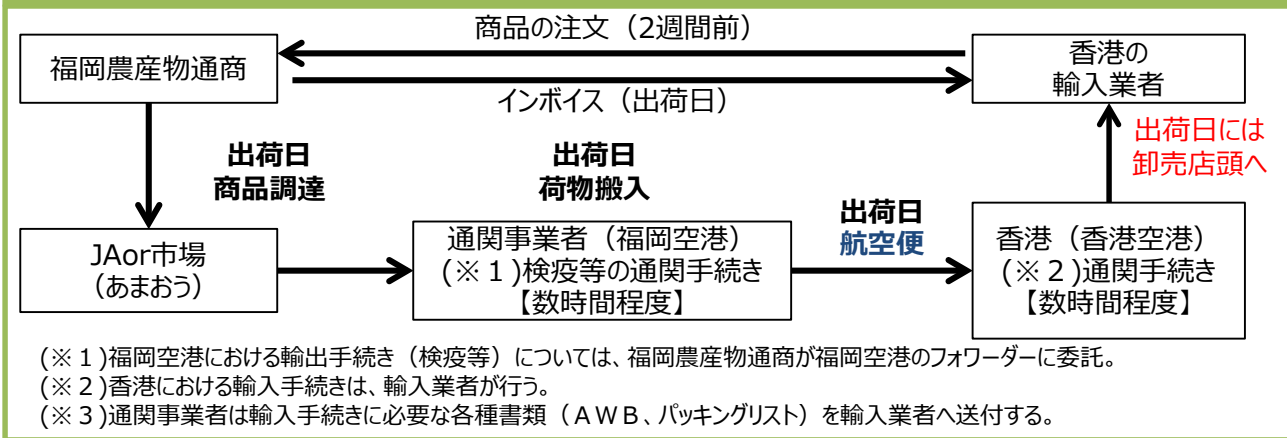 商品の注文（2週間前）
福岡農産物通商
香港の
輸入業者
インボイス（出荷日）
出荷日
商品調達
出荷日
荷物搬入
出荷日には
卸売店頭へ
出荷日
航空便
JAor市場
（あまおう）
通関事業者（福岡空港）
(※１)検疫等の通関手続き
【数時間程度】
香港（香港空港）
(※２)通関手続き
【数時間程度】
(※１)福岡空港における輸出手続き（検疫等）については、福岡農産物通商が福岡空港のフォワーダーに委託。
(※２)香港における輸入手続きは、輸入業者が行う。
(※３)通関事業者は輸入手続きに必要な各種書類（ＡＷＢ、パッキングリスト）を輸入業者へ送付する。